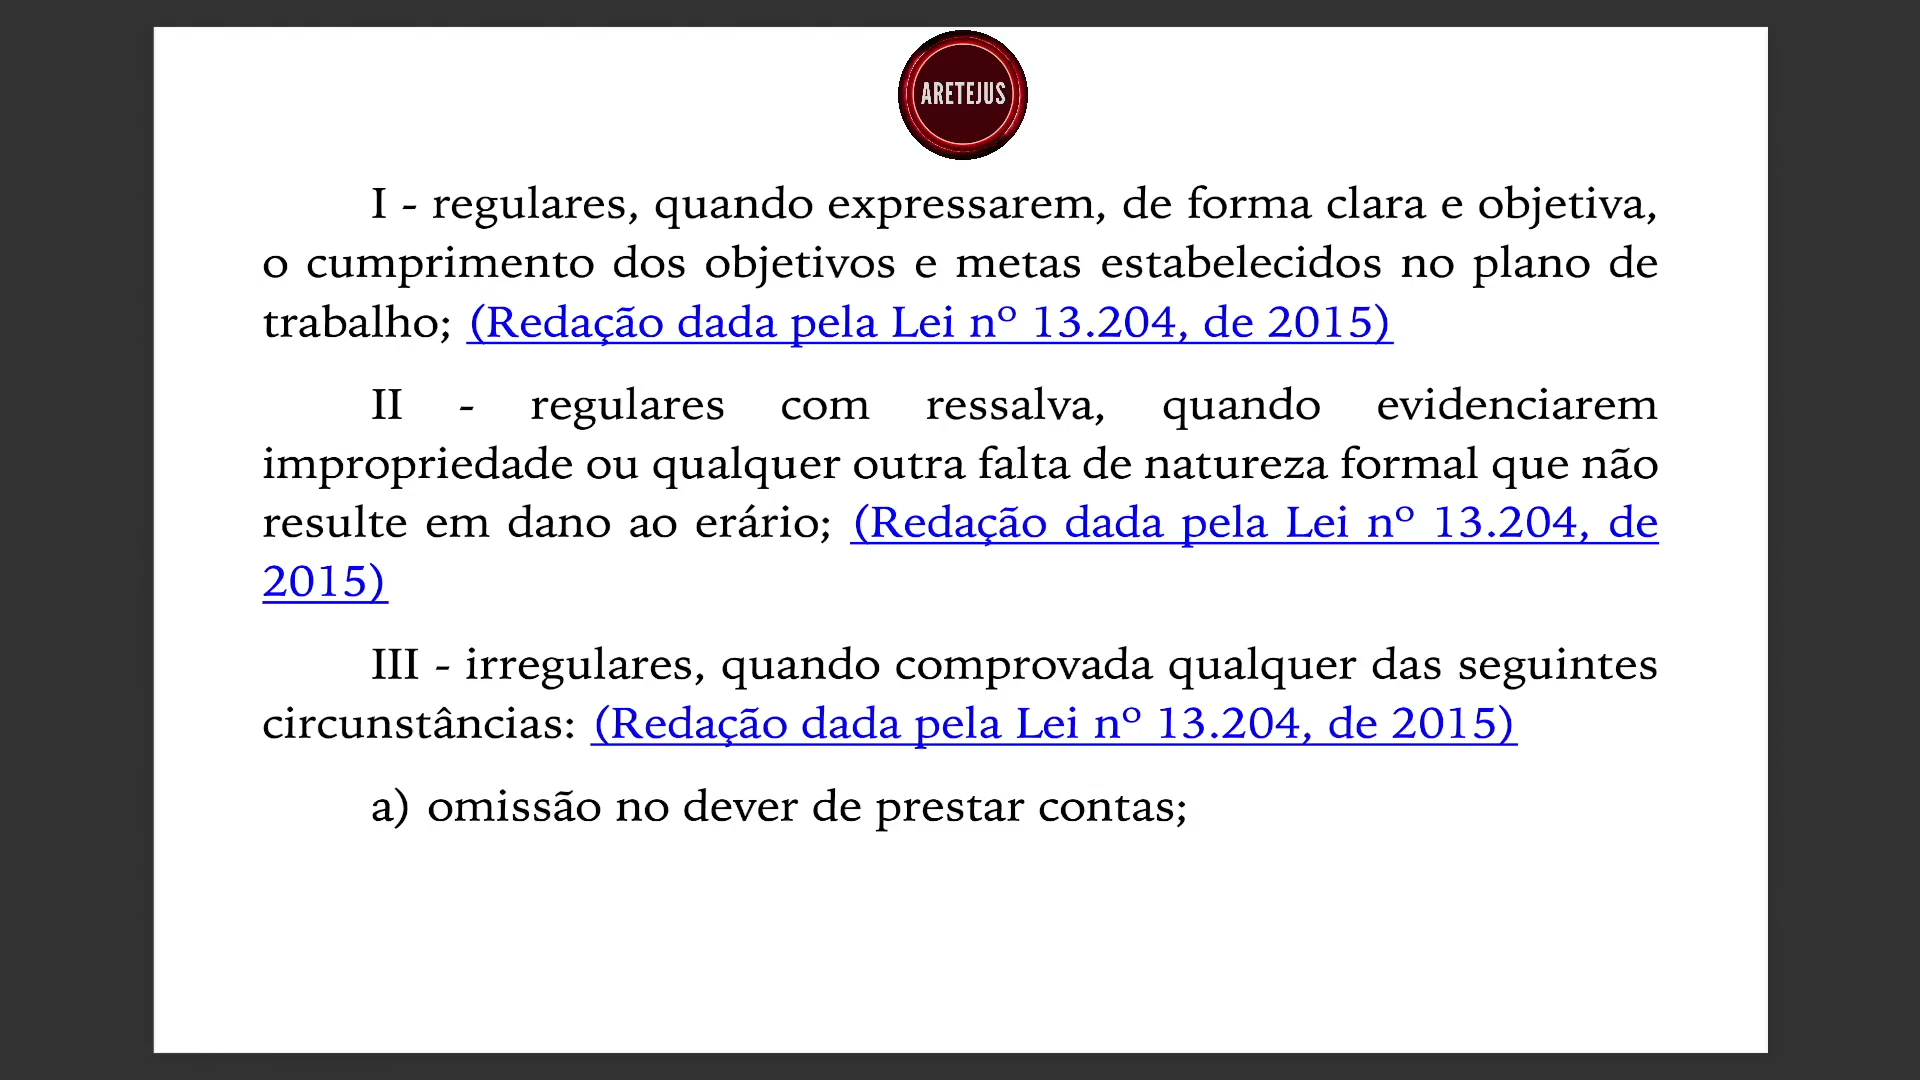 ARETEJUS
I - regulares, quando expressarem, de forma clara e objetiva,
o cumprimento dos objetivos e metas estabelecidos no plano de
trabalho; (Redação dada pela Lei nº 13.204, de 2015)
II - regulares com ressalva, quando evidenciarem
impropriedade ou qualquer outra falta de natureza formal que não
resulte em dano ao erário; (Redação dada pela Lei nº 13.204, de
2015)
III - irregulares, quando comprovada qualquer das seguintes
circunstâncias: (Redação dada pela Lei nº 13.204, de 2015)
a) omissão no dever de prestar contas;